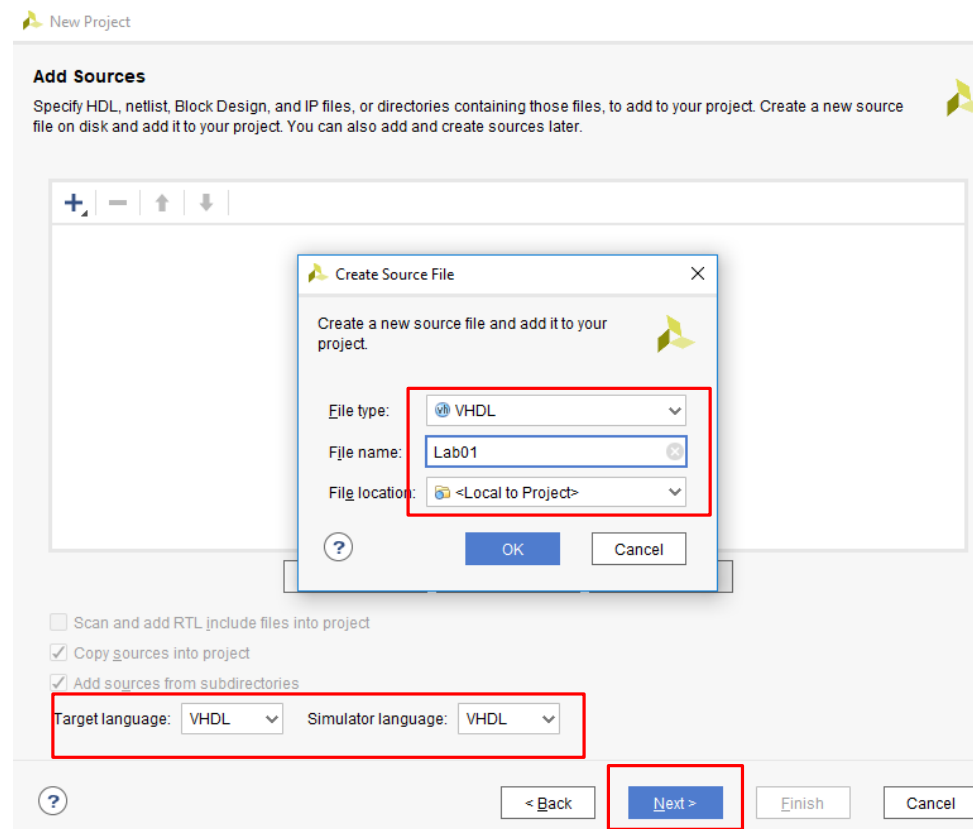 New Project
Add Sources
Specify HDL, netlist, Block Design, and IP files, or directories containing those files, to add to your project. Create a new source
file on disk and add it to your project. You can also add and create sources later.
Create Source File
Create a new source file and add it to your
project.
File type: vh VHDL
File name: Lab01
File location: <Local to Project>
? OK Cancel
Scan and add RTL include files into project
Copy sources into project
Add sources from subdirectories
Target language: VHDL Simulator language: VHDL
? < Back Next > Finish Cancel